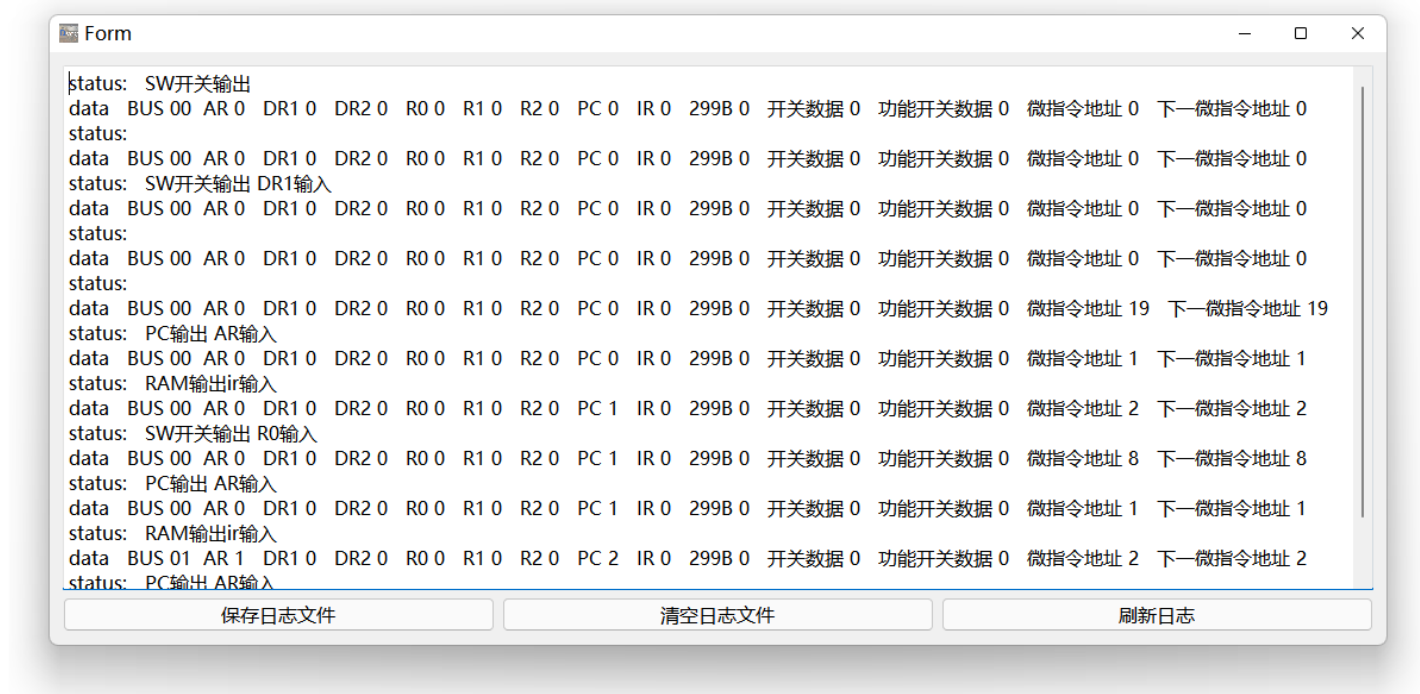 Form
status: SW开关输出
data BUS 00 AR 0 DR1 0 DR2 0 R0 0 R1 0 R2 0 PC 0 IR 0 299B 0 开关数据 0 功能开关数据 0 微指令地址 0 下一微指令地址 0
status:
data BUS 00 AR 0 DR1 0 DR2 0 R0 0 R1 0 R2 0 PC 0 IR 0 299B 0 开关数据 0 功能开关数据 0 微指令地址 0 下一微指令地址 0
status: SW开关输出 DR1输入
data BUS 00 AR 0 DR1 0 DR2 0 R0 0 R1 0 R2 0 PC 0 IR 0 299B 0 开关数据 0 功能开关数据 0 微指令地址 0 下一微指令地址 0
status:
data BUS 00 AR 0 DR1 0 DR2 0 R0 0 R1 0 R2 0 PC 0 IR 0 299B 0 开关数据 0 功能开关数据 0 微指令地址 0 下一微指令地址 0
status:
data BUS 00 AR 0 DR1 0 DR2 0 R0 0 R1 0 R2 0 PC 0 IR 0 299B 0 开关数据 0 功能开关数据 0 微指令地址 19 下一微指令地址 19
status: PC输出 AR输入
data BUS 00 AR 0 DR1 0 DR2 0 R0 0 R1 0 R2 0 PC 0 IR 0 299B 0 开关数据 0 功能开关数据 0 微指令地址 1 下一微指令地址 1
status: RAM输出ir输入
data BUS 00 AR 0 DR1 0 DR2 0 R0 0 R1 0 R2 0 PC 1 IR 0 299B 0 开关数据 0 功能开关数据 0 微指令地址 2 下一微指令地址 2
status: SW开关输出 R0输入
data BUS 00 AR 0 DR1 0 DR2 0 R0 0 R1 0 R2 0 PC 1 IR 0 299B 0 开关数据 0 功能开关数据 0 微指令地址 8 下一微指令地址 8
status: PC输出 AR输入
data BUS 00 AR 0 DR1 0 DR2 0 R0 0 R1 0 R2 0 PC 1 IR 0 299B 0 开关数据 0 功能开关数据 0 微指令地址 1 下一微指令地址 1
status: RAM输出ir输入
data BUS 01 AR 1 DR1 0 DR2 0 R0 0 R1 0 R2 0 PC 2 IR 0 299B 0 开关数据 0 功能开关数据 0 微指令地址 2 下一微指令地址 2
status: PC输出 AR输入
保存日志文件 清空日志文件 刷新日志